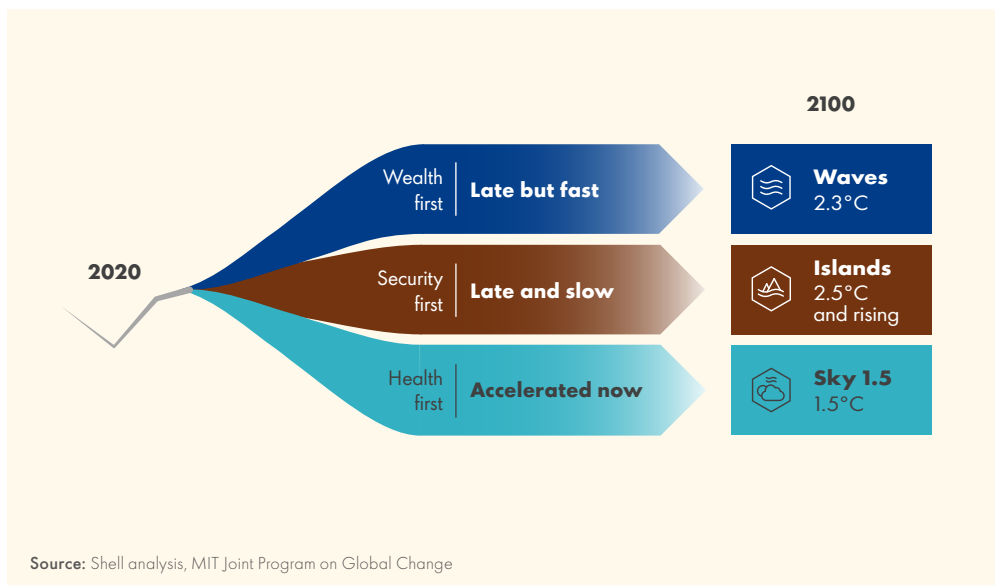 2100
2020
Wealth
first
Late but fast
Waves
2.3°C
Security
first
Late and slow
Islands
2.5°C
and rising
Health
first
Accelerated now
Sky 1.5
1.5°C
Source: Shell analysis, MIT Joint Program on Global Change